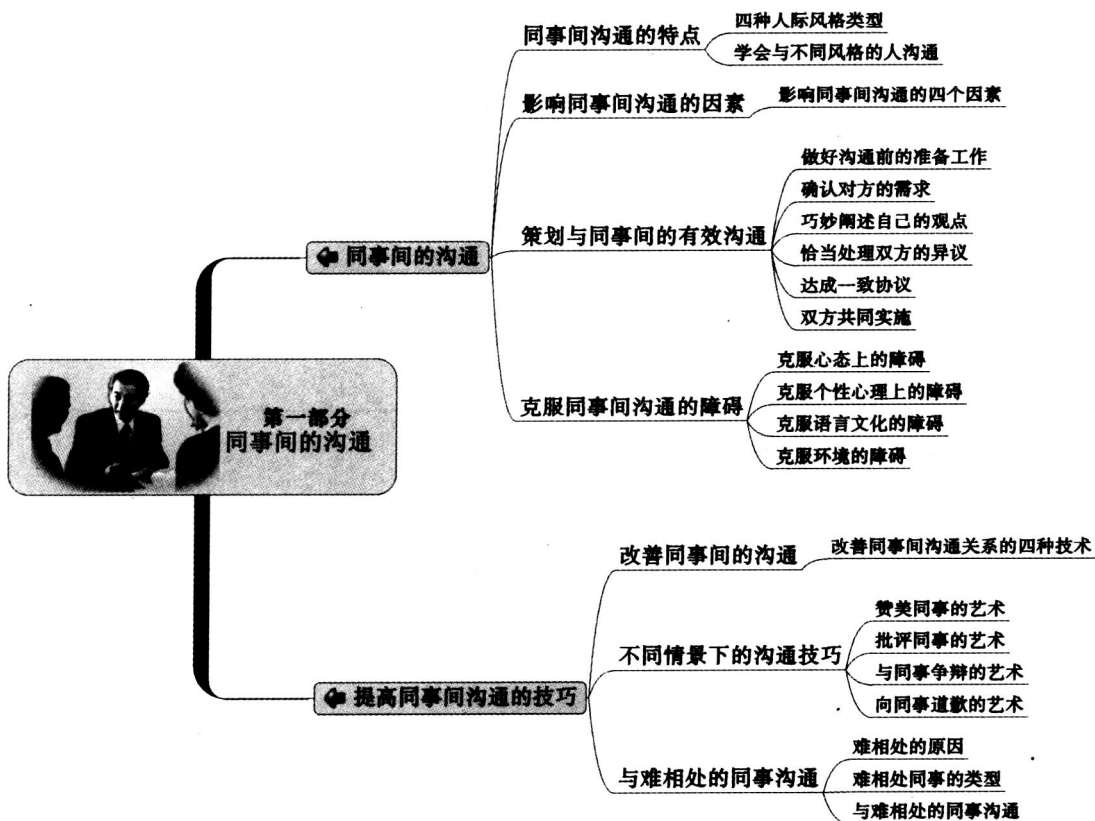 第一部分
同事间的沟通
同事间的沟通
同事间沟通的特点
四种人际风格类型
学会与不同风格的人沟通
影响同事间沟通的因素
影响同事间沟通的四个因素
策划与同事间的有效沟通
做好沟通前的准备工作
确认对方的需求
巧妙阐述自己的观点
恰当处理双方的异议
达成一致协议
双方共同实施
克服同事间沟通的障碍
克服心态上的障碍
克服个性心理上的障碍
克服语言文化的障碍
克服环境的障碍
提高同事间沟通的技巧
改善同事间的沟通
改善同事间沟通关系的四种技术
不同情景下的沟通技巧
赞美同事的艺术
批评同事的艺术
与同事争辩的艺术
向同事道歉的艺术
与难相处的同事沟通
难相处的原因
难相处同事的类型
与难相处的同事沟通